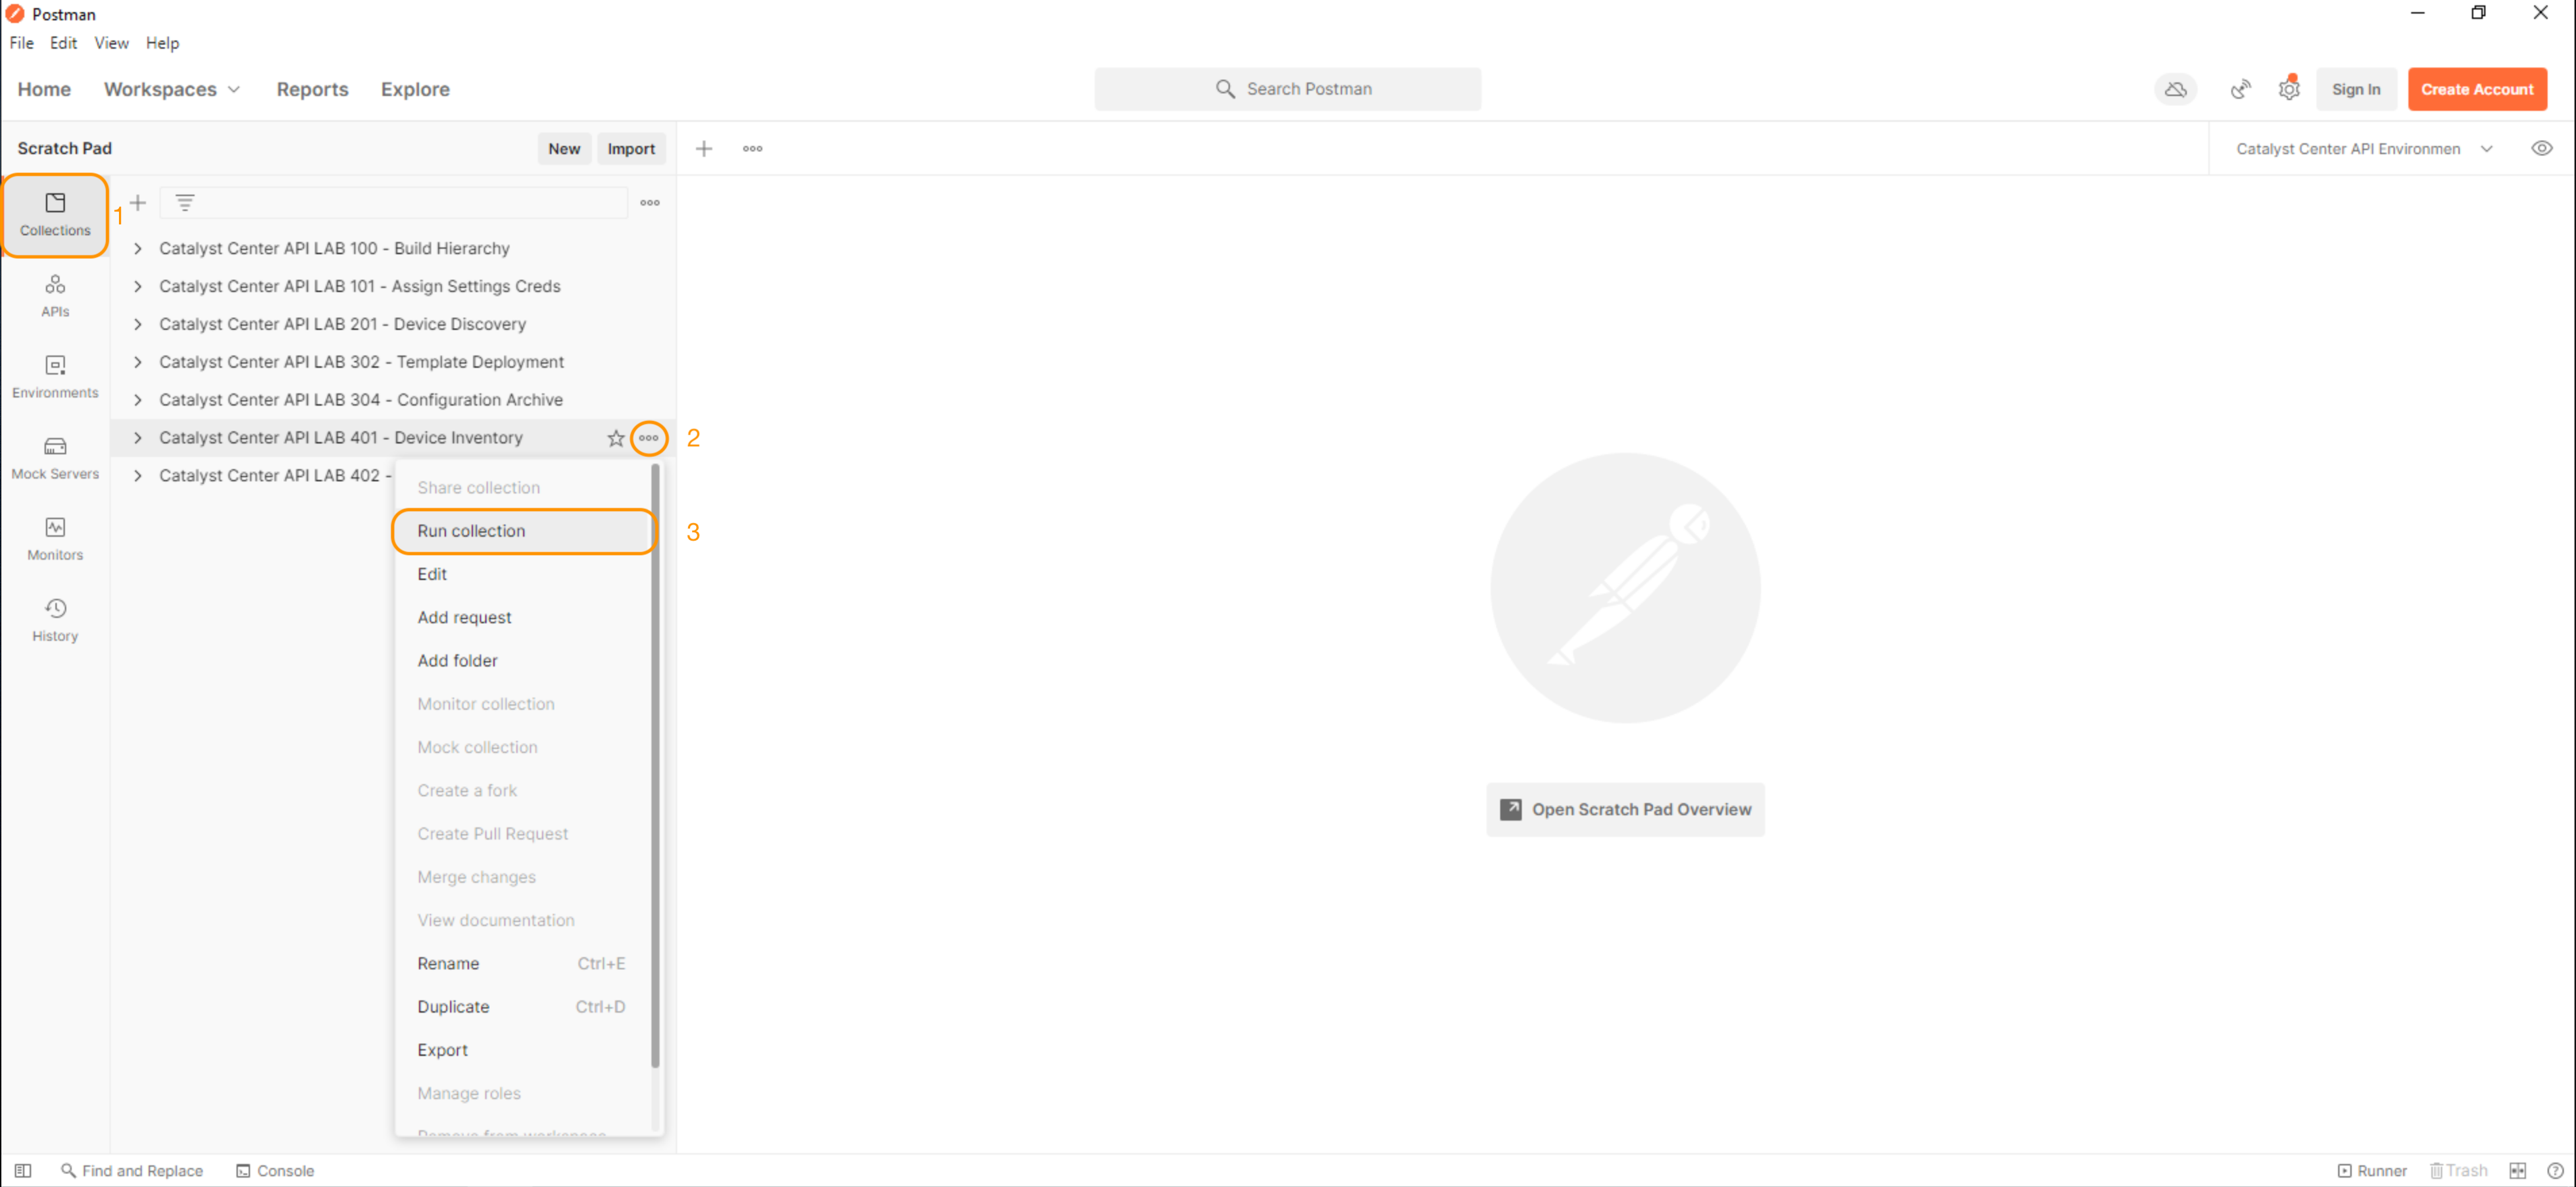 Postman
File Edit View Help
Home Workspaces Reports Explore
Search Postman
Sign In Create Account
Scratch Pad New Import
Catalyst Center API Environmen
Collections 1
APIs
Environments
Mock Servers
Monitors
History
Catalyst Center API LAB 100 - Build Hierarchy
Catalyst Center API LAB 101 - Assign Settings Creds
Catalyst Center API LAB 201 - Device Discovery
Catalyst Center API LAB 302 - Template Deployment
Catalyst Center API LAB 304 - Configuration Archive
Catalyst Center API LAB 401 - Device Inventory 2
Catalyst Center API LAB 402 -
Share collection
Run collection 3
Edit
Add request
Add folder
Monitor collection
Mock collection
Create a fork
Create Pull Request
Merge changes
View documentation
Rename Ctrl+E
Duplicate Ctrl+D
Export
Manage roles
Remove from workspace
Open Scratch Pad Overview
Find and Replace Console
Runner Trash